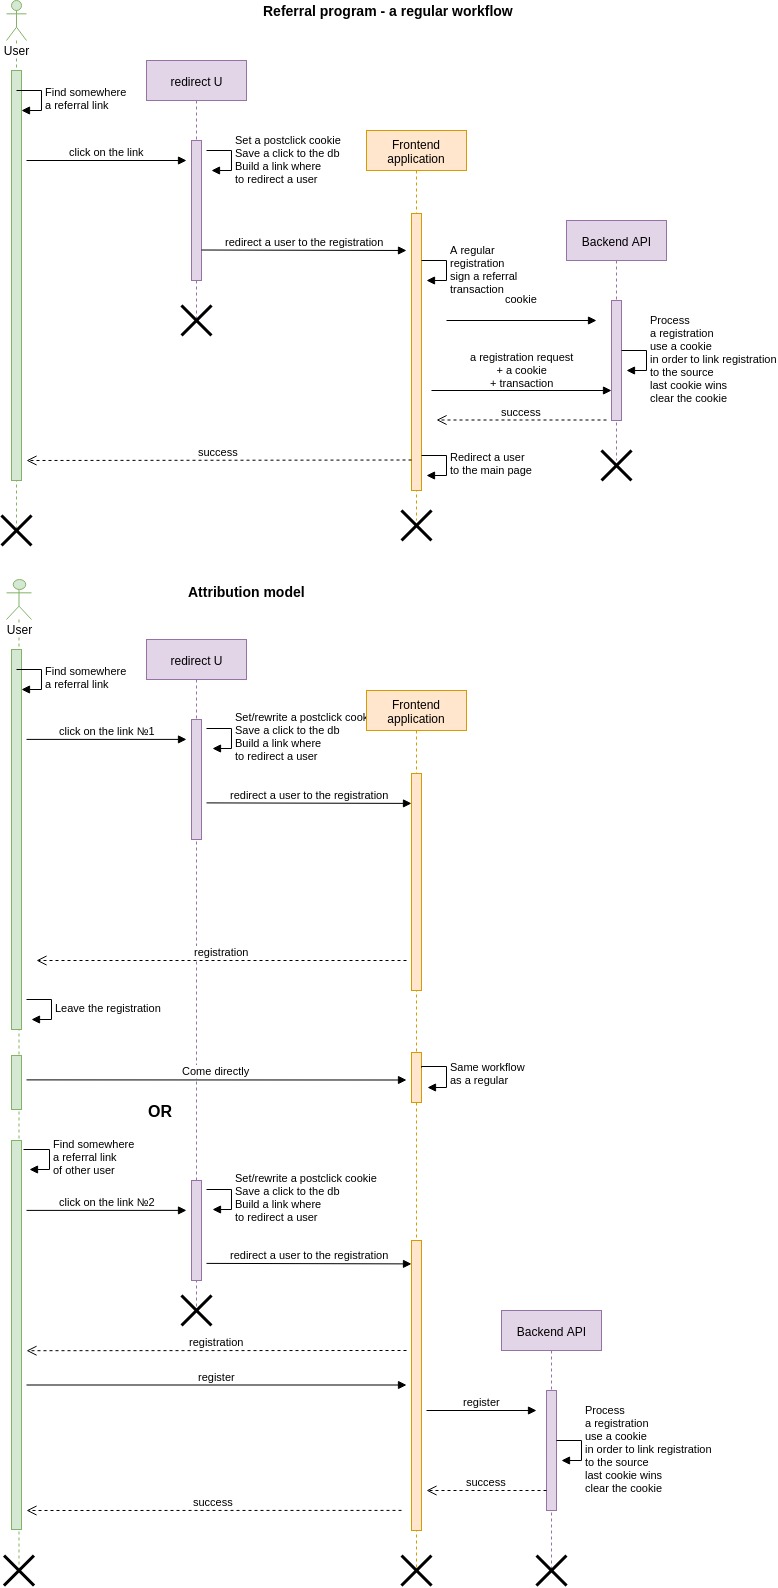 Referral program - a regular workflow
User
redirect U
Find somewhere
a referral link
click on the link
Set a postclick cookie
Save a click to the db
Build a link where
to redirect a user
Frontend
application
redirect a user to the registration
A regular
registration
sign a referral
transaction
cookie
Backend API
Process
a registration
use a cookie
in order to link registration
to the source
last cookie wins
clear the cookie
a registration request
+ a cookie
+ transaction
success
success
Redirect a user
to the main page
Attribution model
User
redirect U
Find somewhere
a referral link
click on the link №1
Set/rewrite a postclick cook
Save a click to the db
Build a link where
to redirect a user
Frontend
application
redirect a user to the registration
registration
Leave the registration
Come directly
Same workflow
as a regular
OR
Find somewhere
a referral link
of other user
click on the link №2
Set/rewrite a postclick cookie
Save a click to the db
Build a link where
to redirect a user
redirect a user to the registration
Backend API
registration
register
register
Process
a registration
use a cookie
in order to link registration
to the source
last cookie wins
clear the cookie
success
success